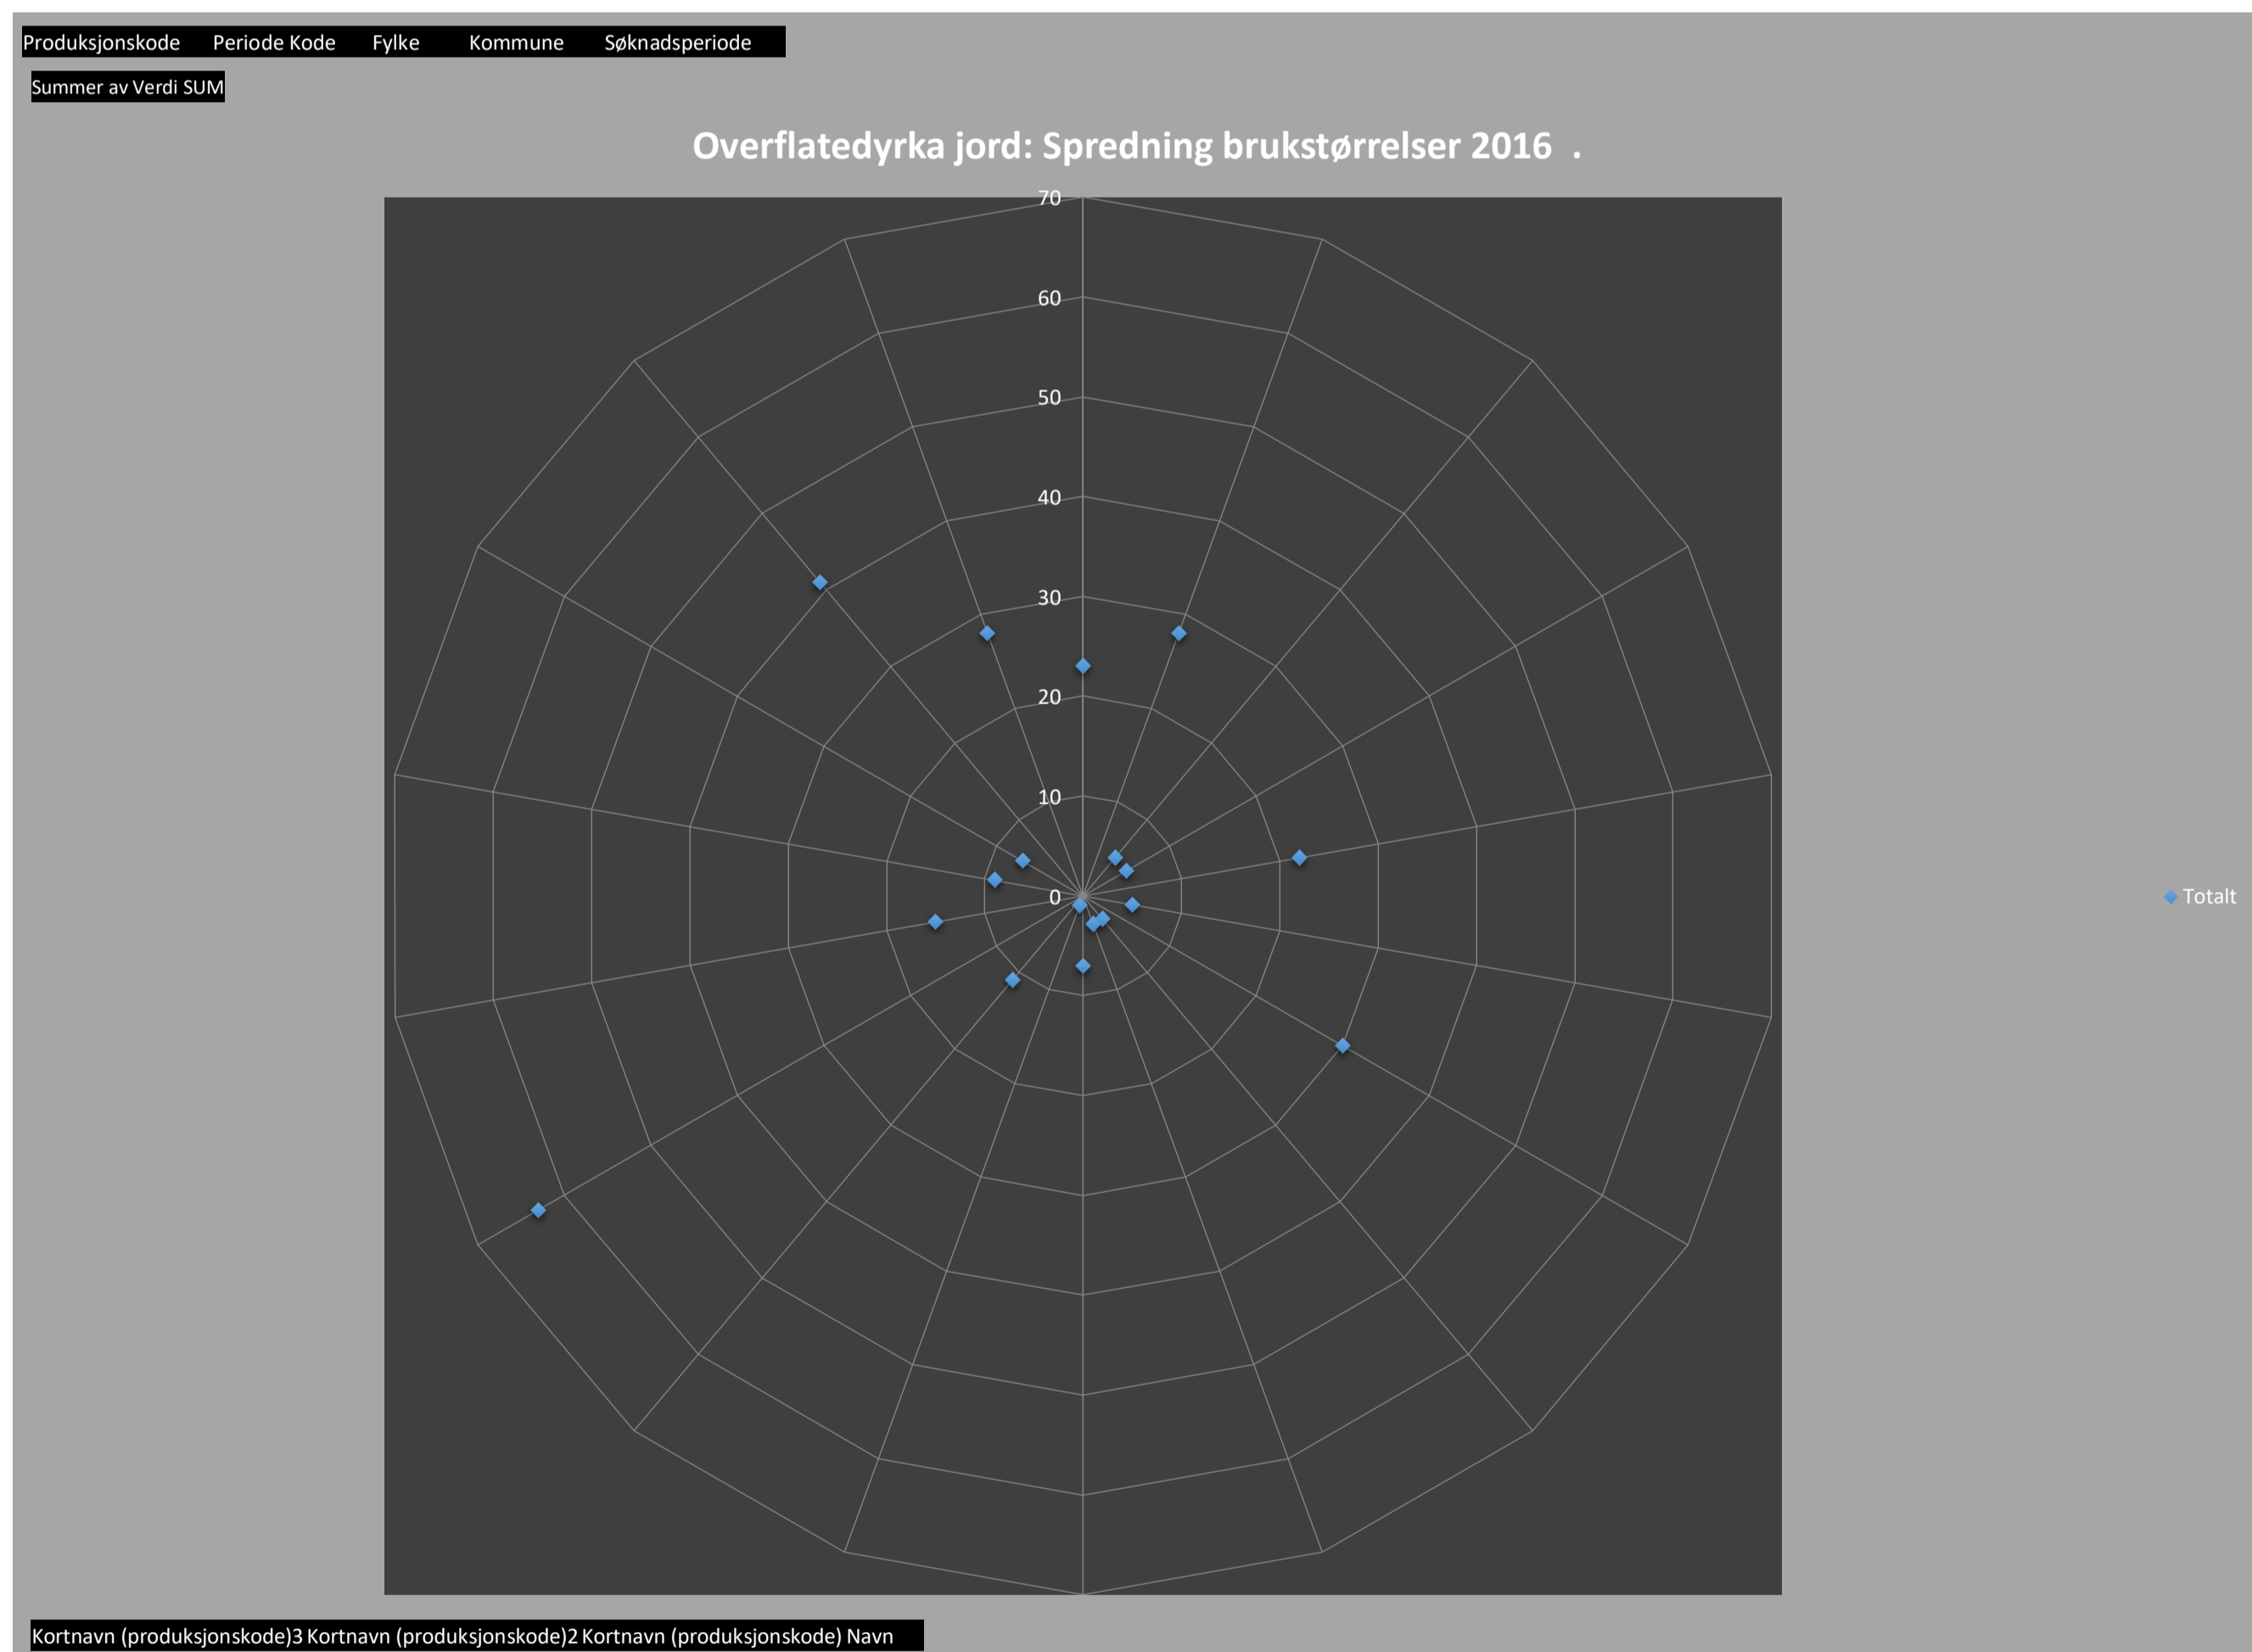 Produksjonskode Periode Kode Fylke Kommune Søknadsperiode
Summer av Verdi SUM
Overflatedyrka jord: Spredning brukstørrelser 2016 .
70
60
50
40
30
20
10
0
Totalt
Kortnavn (produksjonskode)3 Kortnavn (produksjonskode)2 Kortnavn (produksjonskode) Navn